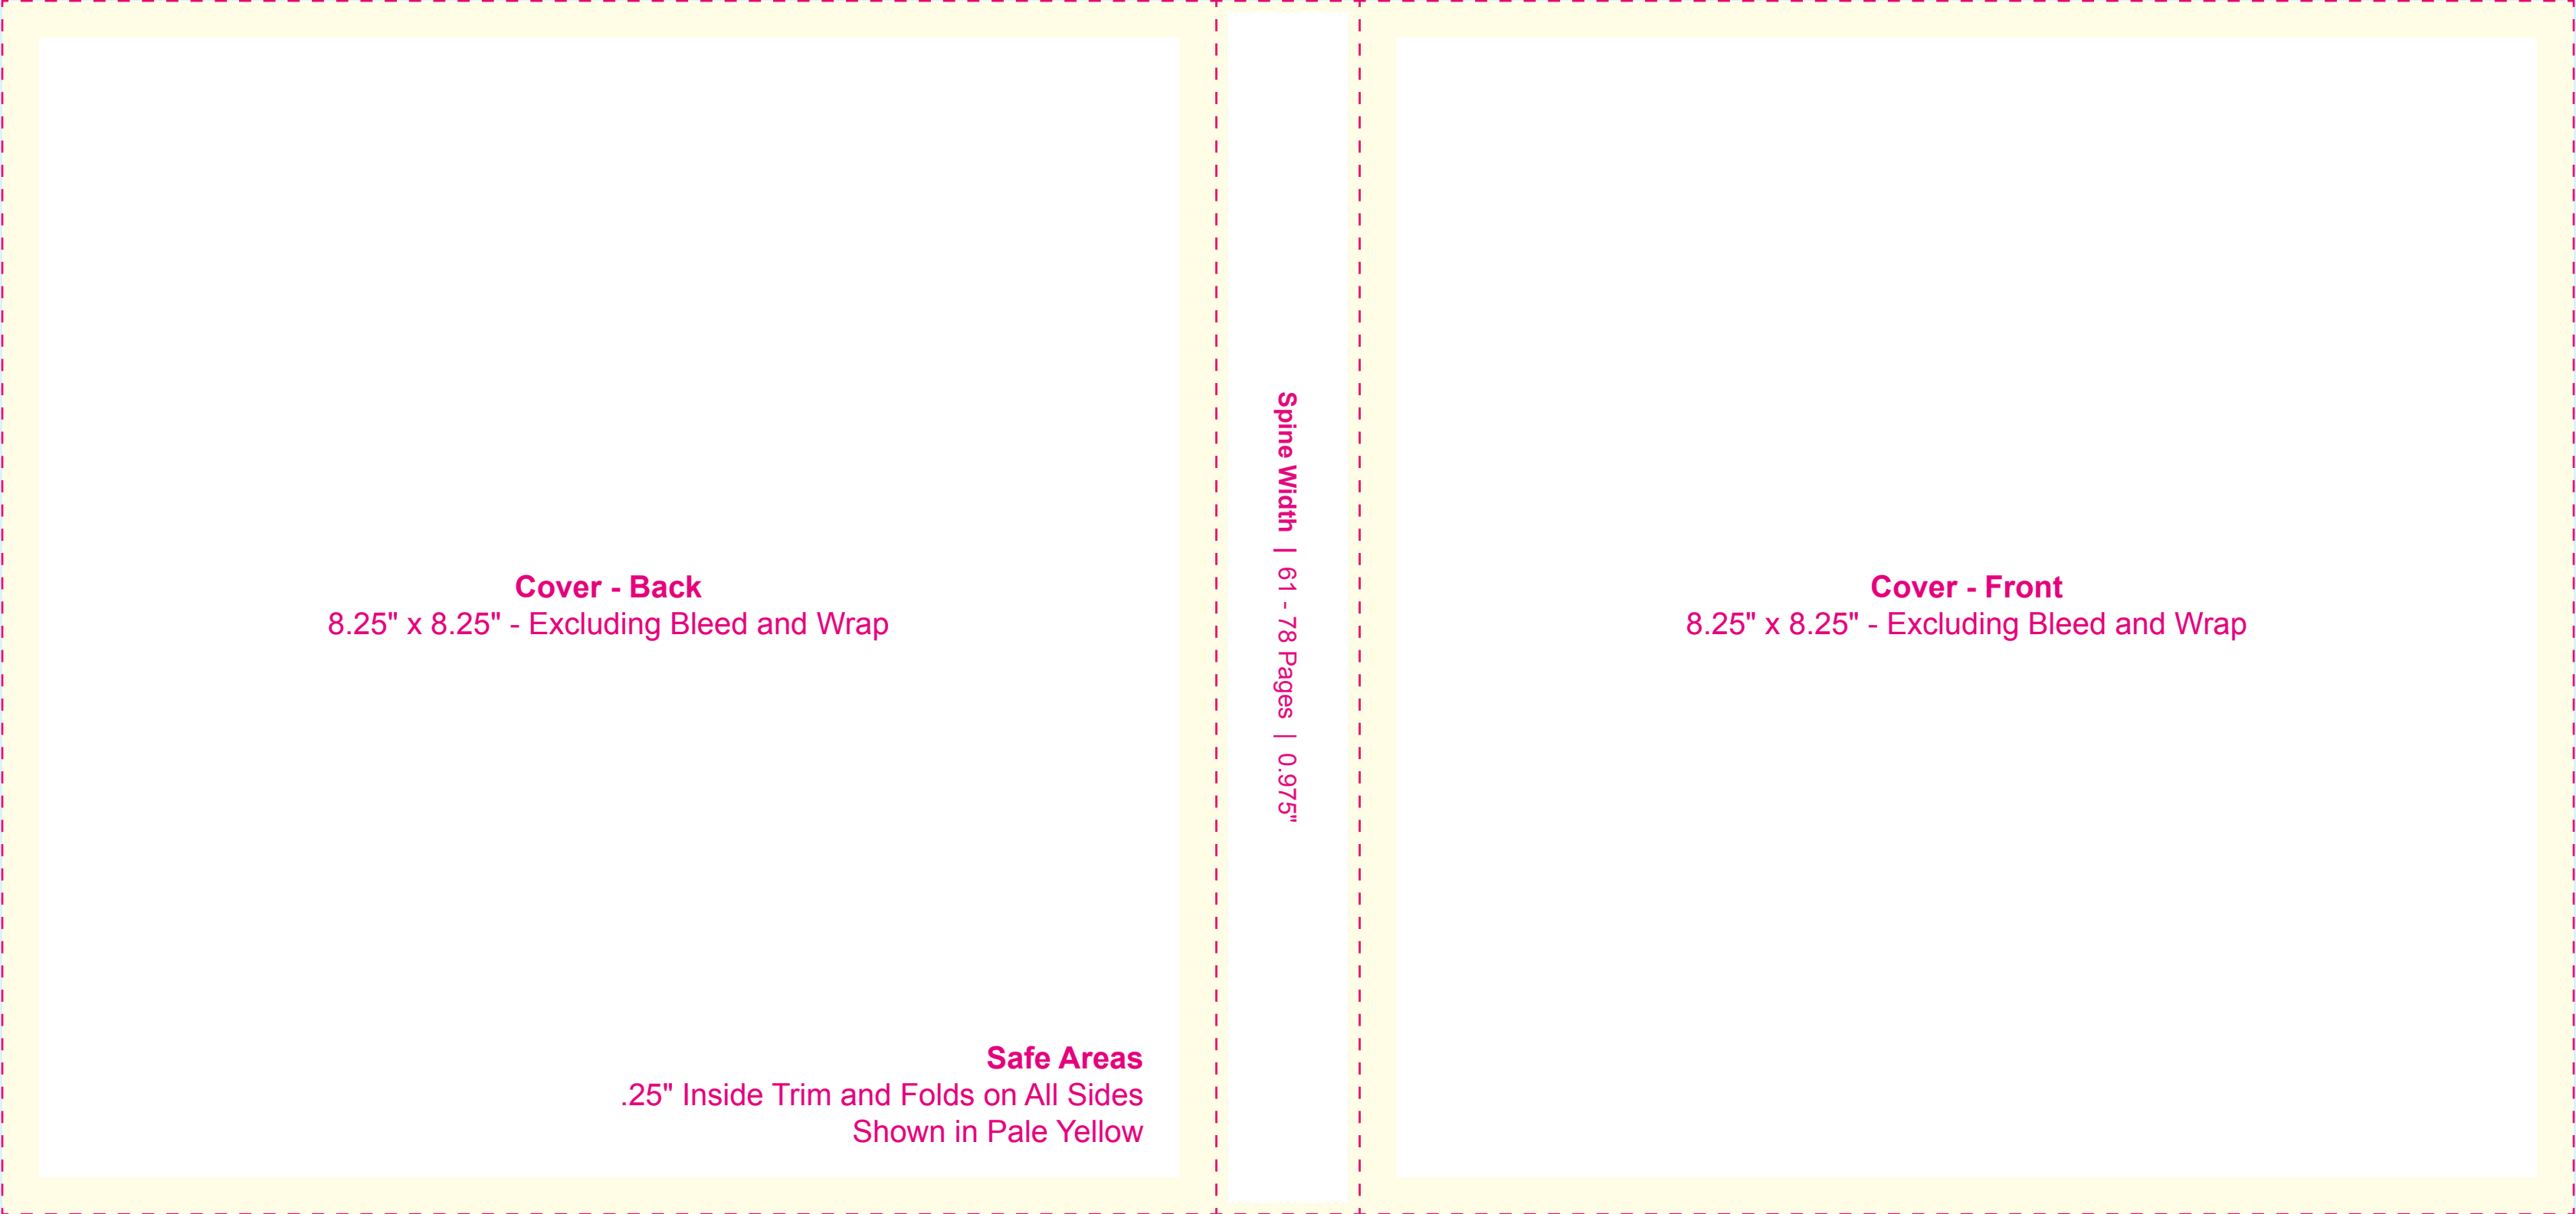 Cover - Back
8.25" x 8.25" - Excluding Bleed and Wrap
Safe Areas
.25" Inside Trim and Folds on All Sides
Shown in Pale Yellow
Spine Width | 61 - 78 Pages | 0.975"
Cover - Front
8.25" x 8.25" - Excluding Bleed and Wrap